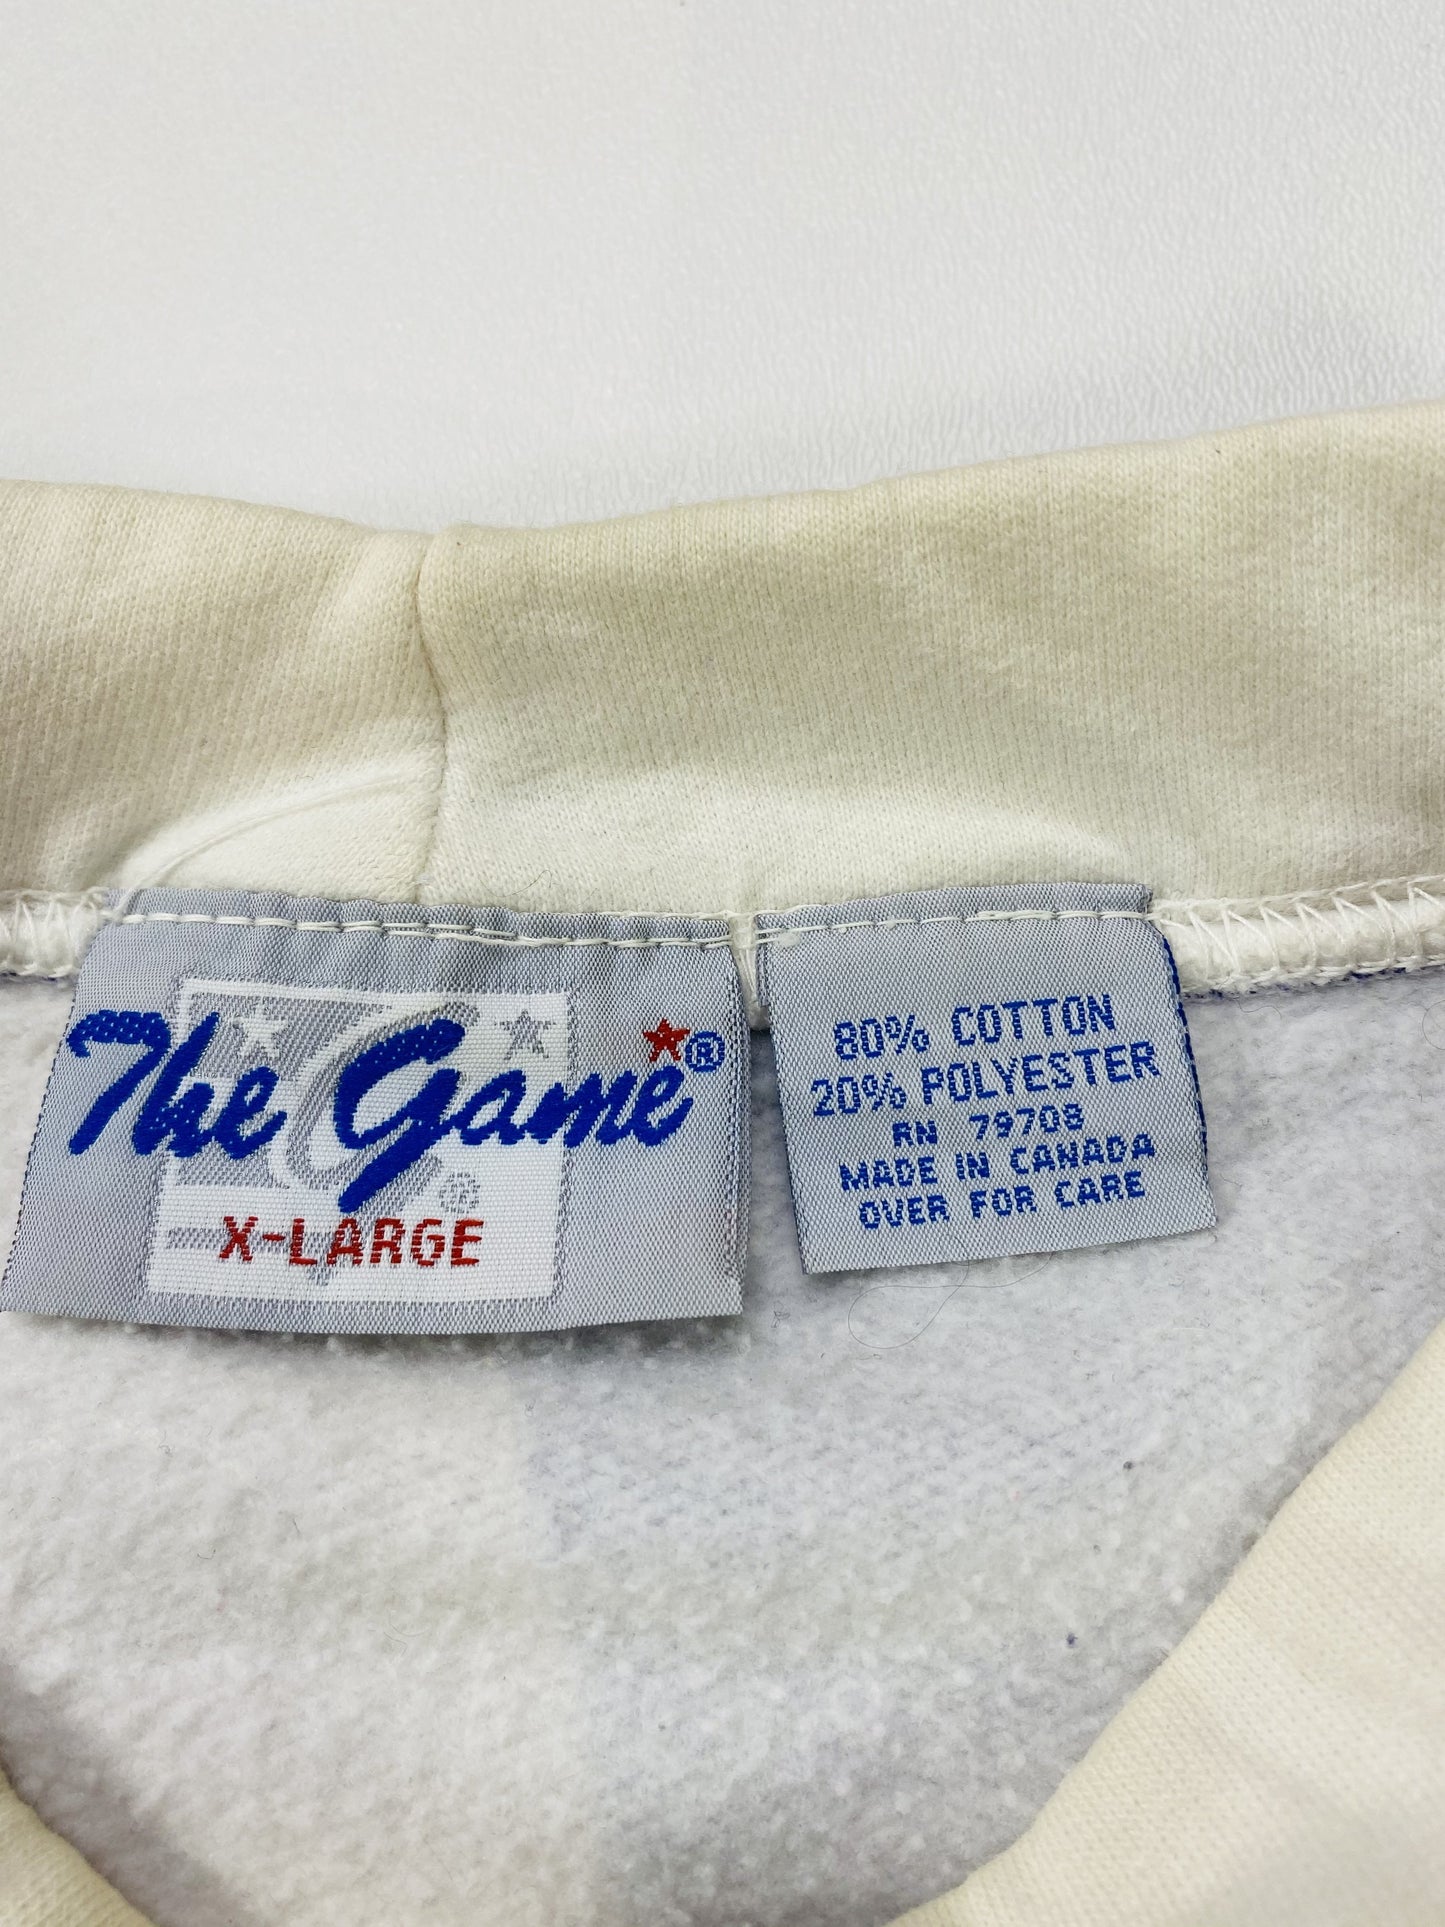 The Game®
®
X-LARGE
80% COTTON
20% POLYESTER
RN 79708
MADE IN CANADA
OVER FOR CARE